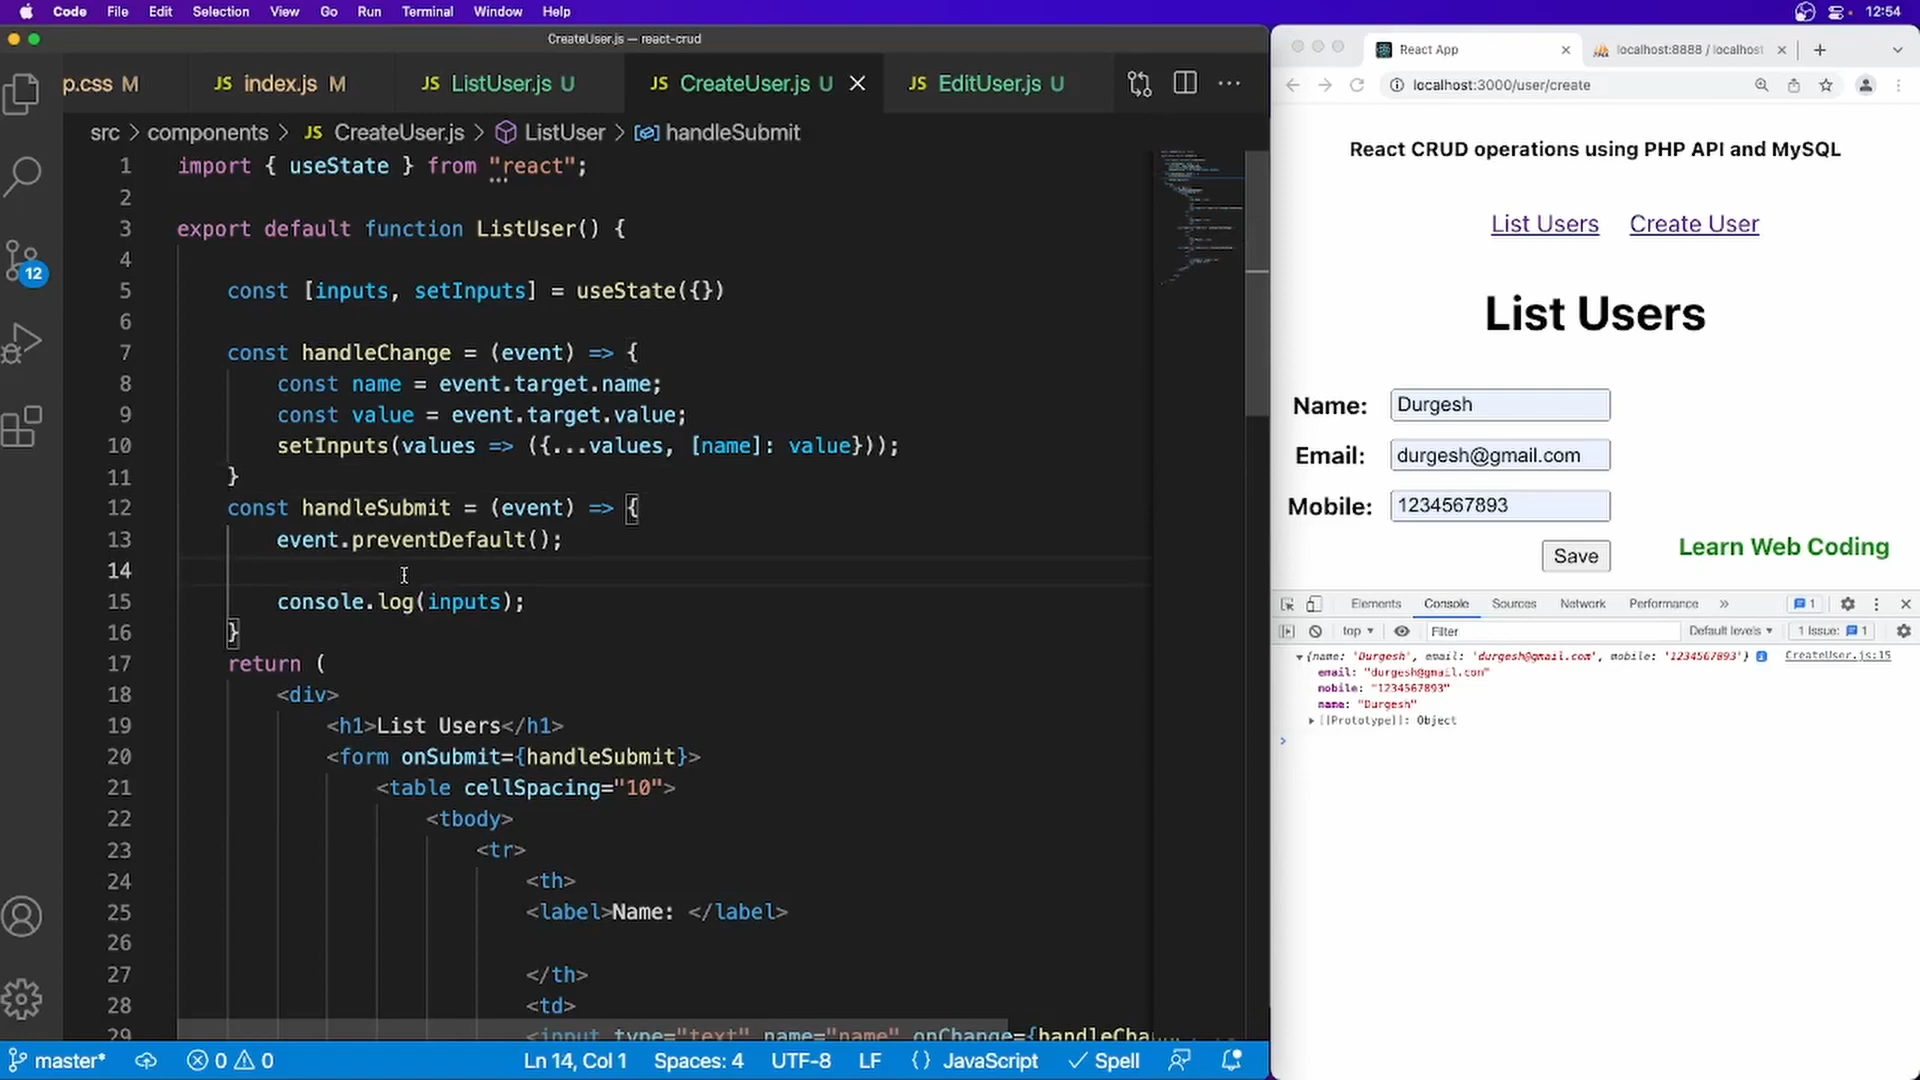 Code File Edit Selection View Go Run Terminal Window Help 12:54
CreateUser.js — react-crud
p.css M JS index.js M JS ListUser.js U JS CreateUser.js U JS EditUser.js U
src > components > JS CreateUser.js > ListUser > handleSubmit
1 import { useState } from "react";
2
3 export default function ListUser() {
4
5 const [inputs, setInputs] = useState({})
6
7 const handleChange = (event) => {
8 const name = event.target.name;
9 const value = event.target.value;
10 setInputs(values => ({...values, [name]: value}));
11 }
12 const handleSubmit = (event) => {
13 event.preventDefault();
14
15 console.log(inputs);
16 }
17 return (
18 <div>
19 <h1>List Users</h1>
20 <form onSubmit={handleSubmit}>
21 <table cellSpacing="10">
22 <tbody>
23 <tr>
24 <th>
25 <label>Name: </label>
26
27 </th>
28 <td>
29 <input type="text" name="name" onChange={handleCha
12
master* 0 0 Ln 14, Col 1 Spaces: 4 UTF-8 LF {} JavaScript Spell
React App localhost:8888 / localhost
localhost:3000/user/create
React CRUD operations using PHP API and MySQL
List Users Create User
List Users
Name: Durgesh
Email: durgesh@gmail.com
Mobile: 1234567893
Save
Learn Web Coding
Elements Console Sources Network Performance » 1
top Filter Default levels 1 Issue: 1
{name: 'Durgesh', email: 'durgesh@gmail.com', mobile: '1234567893'} CreateUser.js:15
email: "durgesh@gmail.com"
mobile: "1234567893"
name: "Durgesh"
[[Prototype]]: Object